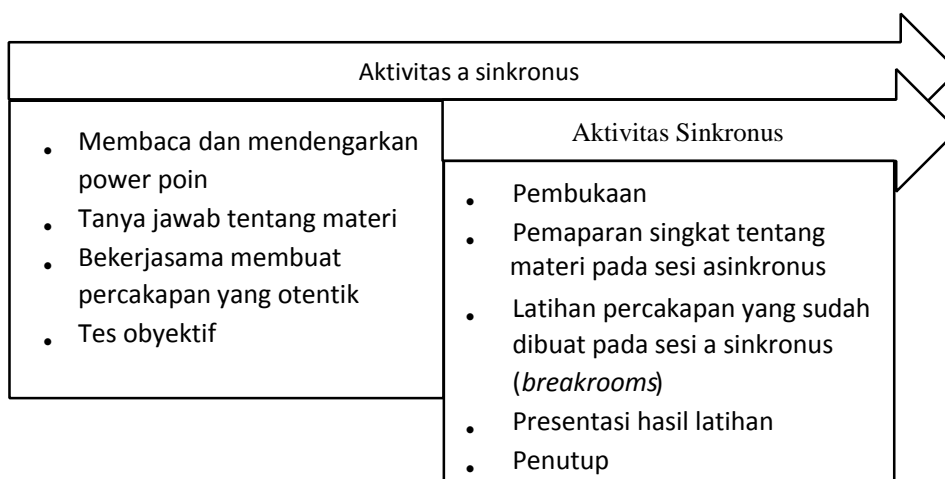 Aktivitas a sinkronus
• Membaca dan mendengarkan
power poin
• Tanya jawab tentang materi
• Bekerjasama membuat
percakapan yang otentik
• Tes obyektif
Aktivitas Sinkronus
• Pembukaan
• Pemaparan singkat tentang
materi pada sesi asinkronus
• Latihan percakapan yang sudah
dibuat pada sesi a sinkronus
(breakrooms)
• Presentasi hasil latihan
• Penutup